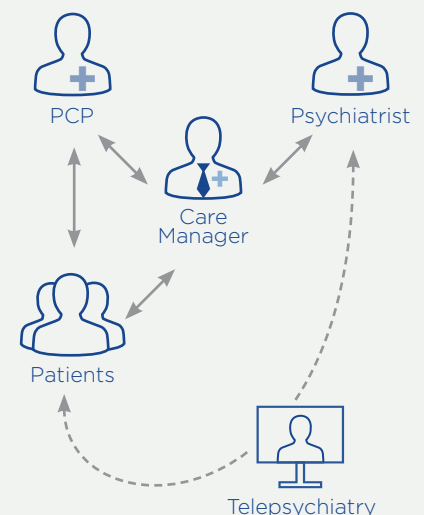 PCP
Psychiatrist
Care
Manager
Patients
Telepsychiatry